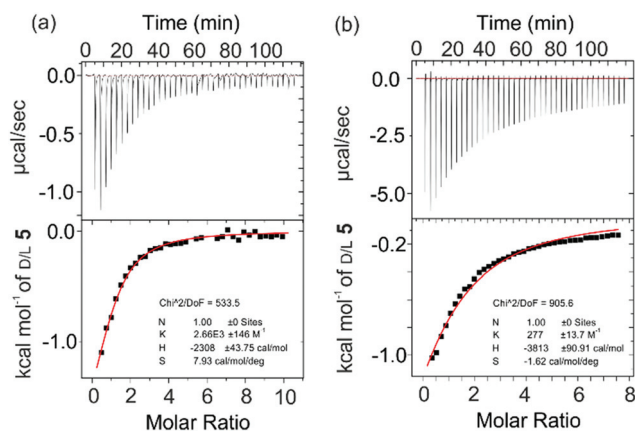 (a)
Time (min)
0 20 40 60 80 100
0.0
-0.5
-1.0
µcal/sec
0.0
-1.0
kcal mol⁻¹ of D/L 5
Chi^2/DoF = 533.5
N 1.00 ±0 Sites
K 2.66E3 ±146 M⁻¹
H -2308 ±43.75 cal/mol
S 7.93 cal/mol/deg
0 2 4 6 8 10
Molar Ratio
(b)
Time (min)
0 20 40 60 80 100
0.0
-2.5
-5.0
µcal/sec
-0.2
-1.0
kcal mol⁻¹ of D/L 5
Chi^2/DoF = 905.6
N 1.00 ±0 Sites
K 277 ±13.7 M⁻¹
H -3813 ±90.91 cal/mol
S -1.62 cal/mol/deg
0 2 4 6 8
Molar Ratio